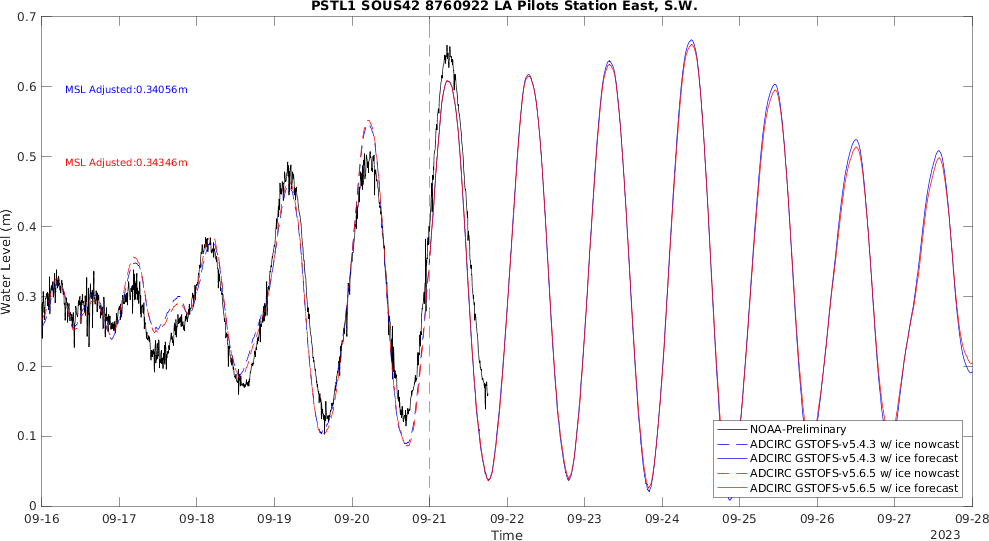 PSTL1 SOUS42 8760922 LA Pilots Station East, S.W.
0.7
0.6
0.5
0.4
0.3
0.2
0.1
0
Water Level (m)
MSL Adjusted:0.34056m
MSL Adjusted:0.34346m
NOAA-Preliminary
ADCIRC GSTOFS-v5.4.3 w/ ice nowcast
ADCIRC GSTOFS-v5.4.3 w/ ice forecast
ADCIRC GSTOFS-v5.6.5 w/ ice nowcast
ADCIRC GSTOFS-v5.6.5 w/ ice forecast
09-16 09-17 09-18 09-19 09-20 09-21 09-22 09-23 09-24 09-25 09-26 09-27 09-28
Time
2023